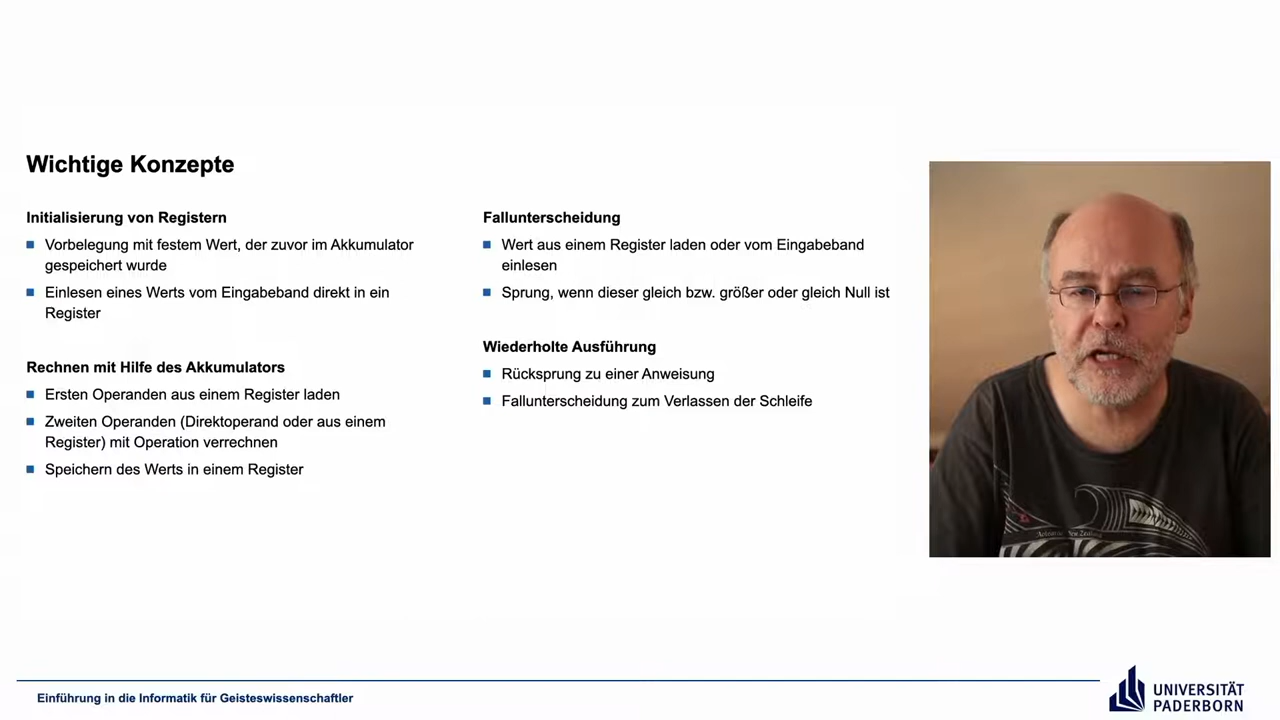 Wichtige Konzepte
Initialisierung von Registern
Vorbelegung mit festem Wert, der zuvor im Akkumulator
gespeichert wurde
Einlesen eines Werts vom Eingabeband direkt in ein
Register
Rechnen mit Hilfe des Akkumulators
Ersten Operanden aus einem Register laden
Zweiten Operanden (Direktoperand oder aus einem
Register) mit Operation verrechnen
Speichern des Werts in einem Register
Fallunterscheidung
Wert aus einem Register laden oder vom Eingabeband
einlesen
Sprung, wenn dieser gleich bzw. größer oder gleich Null ist
Wiederholte Ausführung
Rücksprung zu einer Anweisung
Fallunterscheidung zum Verlassen der Schleife
Aotearoa New Zealand
Einführung in die Informatik für Geisteswissenschaftler
UNIVERSITÄT
PADERBORN